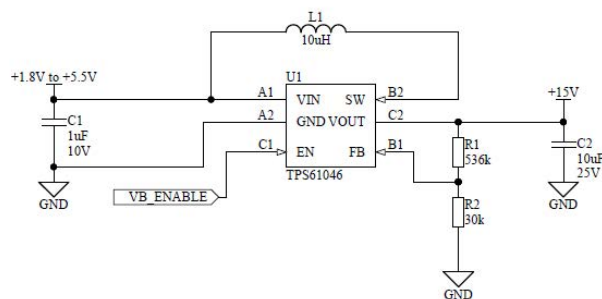 L1
10uH
+1.8V to +5.5V
U1
+15V
A1 VIN SW B2
A2 GND VOUT C2
C1 EN FB B1
TPS61046
C1
1uF
10V
R1
536k
C2
10uF
25V
VB_ENABLE
R2
30k
GND
GND
GND